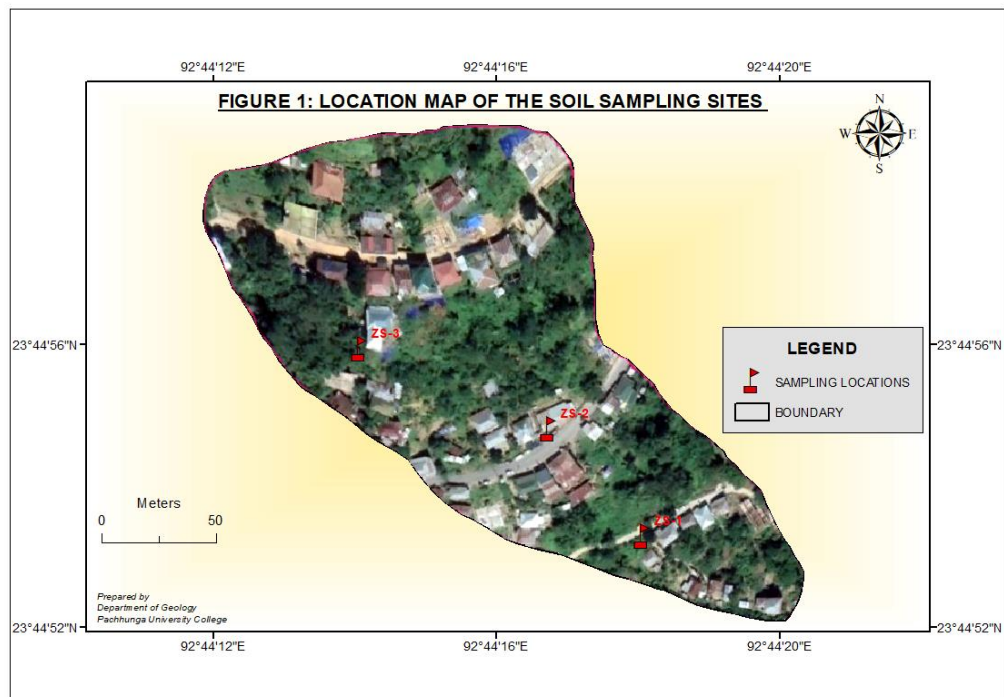 92°44'12"E 92°44'16"E 92°44'20"E
FIGURE 1: LOCATION MAP OF THE SOIL SAMPLING SITES
N
W E
S
ZS-3
23°44'56"N 23°44'56"N
LEGEND
SAMPLING LOCATIONS
BOUNDARY
ZS-2
Meters
0 50
ZS-1
Prepared by
Department of Geology
Pachhunga University College
23°44'52"N 23°44'52"N
92°44'12"E 92°44'16"E 92°44'20"E